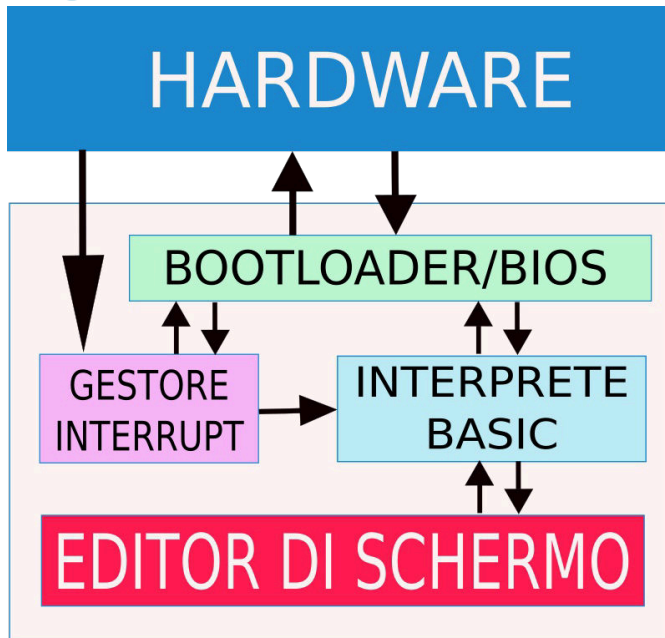 HARDWARE
BOOTLOADER/BIOS
GESTORE
INTERRUPT
INTERPRETE
BASIC
EDITOR DI SCHERMO